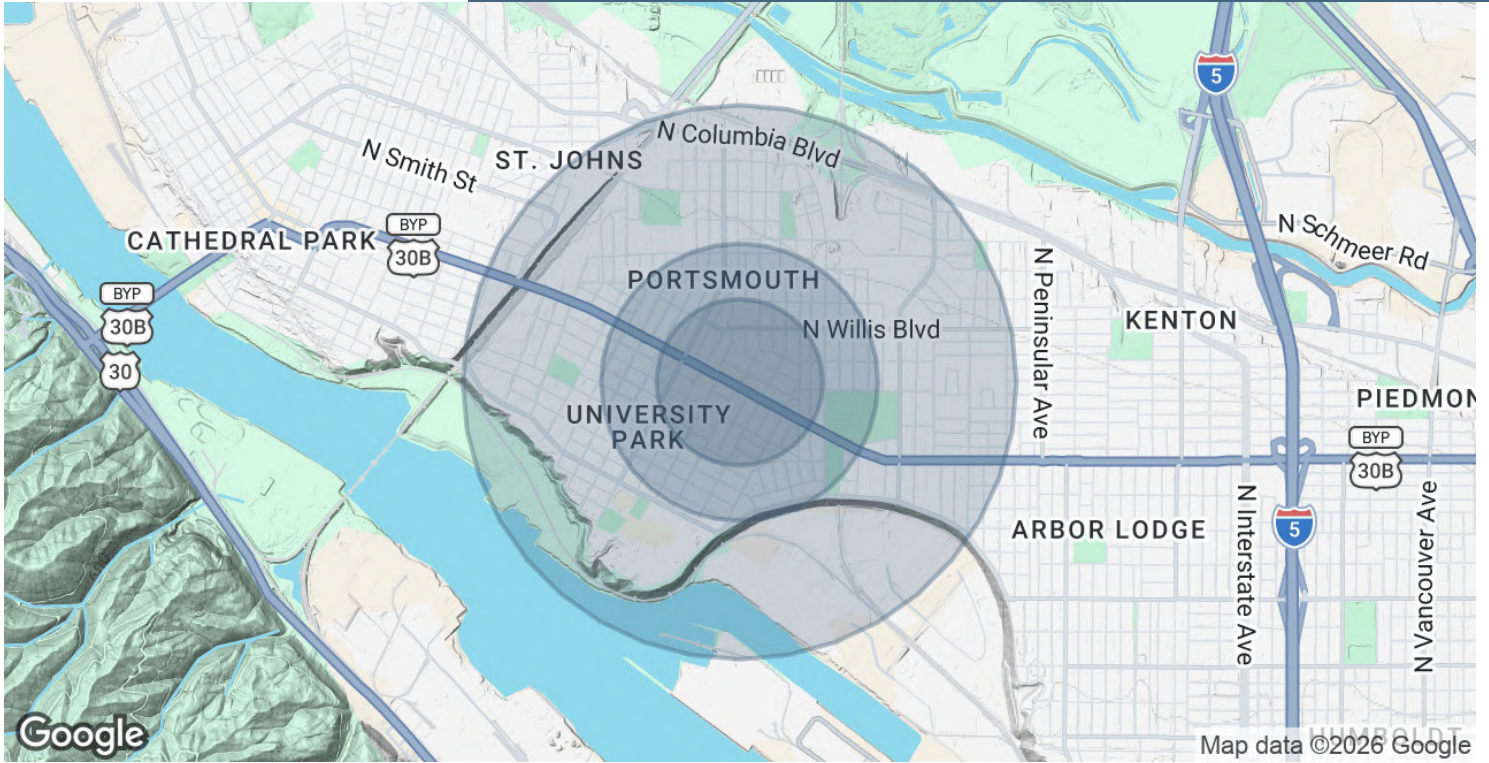 5
N Columbia Blvd
ST. JOHNS
N Smith St
BYP
30B
CATHEDRAL PARK
N Schmeer Rd
PORTSMOUTH
N Peninsular Ave
BYP
30B
30
N Willis Blvd
KENTON
UNIVERSITY
PARK
PIEDMON
BYP
30B
N Interstate Ave
5
ARBOR LODGE
N Vancouver Ave
HUMBOLDT
Google
Map data ©2026 Google